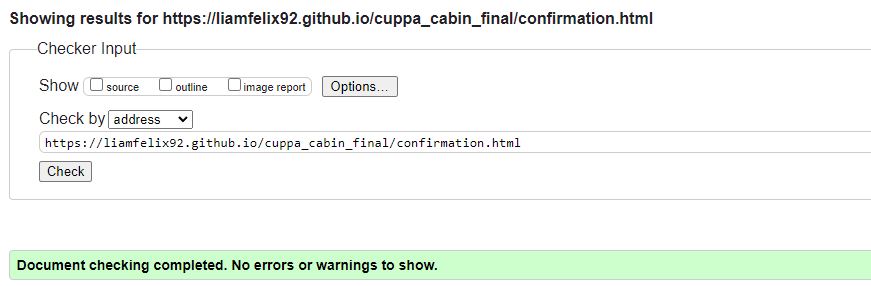 Showing results for https://liamfelix92.github.io/cuppa_cabin_final/confirmation.html
Checker Input
Show source outline image report Options...
Check by address
https://liamfelix92.github.io/cuppa_cabin_final/confirmation.html
Check
Document checking completed. No errors or warnings to show.